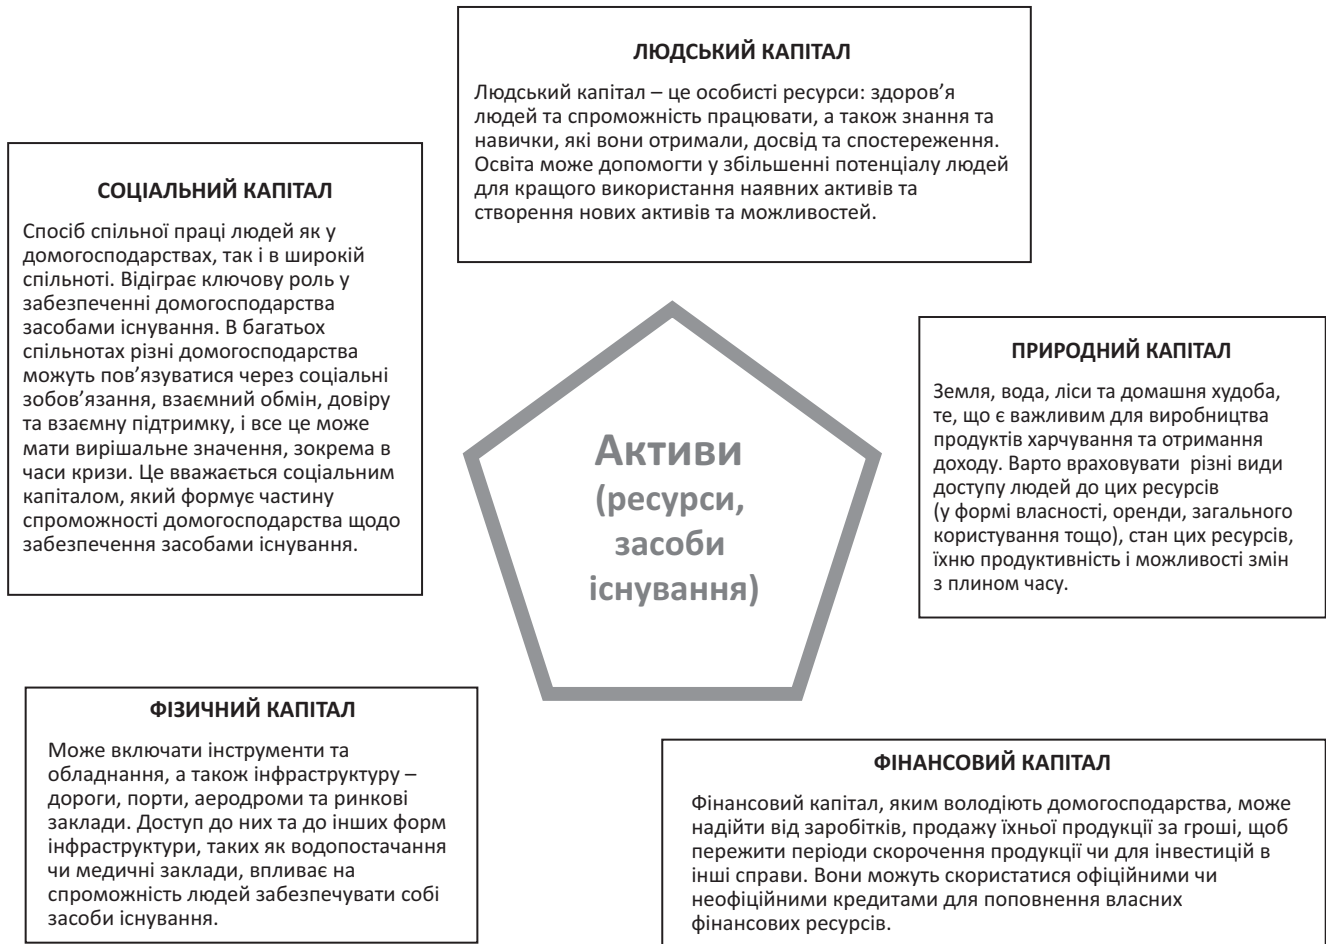 ЛЮДСЬКИЙ КАПІТАЛ
Людський капітал – це особисті ресурси: здоров’я
людей та спроможність працювати, а також знання та
навички, які вони отримали, досвід та спостереження.
Освіта може допомогти у збільшенні потенціалу людей
для кращого використання наявних активів та
створення нових активів та можливостей.
СОЦІАЛЬНИЙ КАПІТАЛ
Спосіб спільної праці людей як у
домогосподарствах, так і в широкій
спільноті. Відіграє ключову роль у
забезпеченні домогосподарства
засобами існування. В багатьох
спільнотах різні домогосподарства
можуть пов’язуватися через соціальні
зобов’язання, взаємний обмін, довіру
та взаємну підтримку, і все це може
мати вирішальне значення, зокрема в
часи кризи. Це вважається соціальним
капіталом, який формує частину
спроможності домогосподарства щодо
забезпечення засобами існування.
Активи
(ресурси,
засоби
існування)
ПРИРОДНИЙ КАПІТАЛ
Земля, вода, ліси та домашня худоба,
те, що є важливим для виробництва
продуктів харчування та отримання
доходу. Варто враховувати різні види
доступу людей до цих ресурсів
(у формі власності, оренди, загального
користування тощо), стан цих ресурсів,
їхню продуктивність і можливості змін
з плином часу.
ФІЗИЧНИЙ КАПІТАЛ
Може включати інструменти та
обладнання, а також інфраструктуру –
дороги, порти, аеродроми та ринкові
заклади. Доступ до них та до інших форм
інфраструктури, таких як водопостачання
чи медичні заклади, впливає на
спроможність людей забезпечувати собі
засоби існування.
ФІНАНСОВИЙ КАПІТАЛ
Фінансовий капітал, яким володіють домогосподарства, може
надійти від заробітків, продажу їхньої продукції за гроші, щоб
пережити періоди скорочення продукції чи для інвестицій в
інші справи. Вони можуть скористатися офіційними чи
неофіційними кредитами для поповнення власних
фінансових ресурсів.